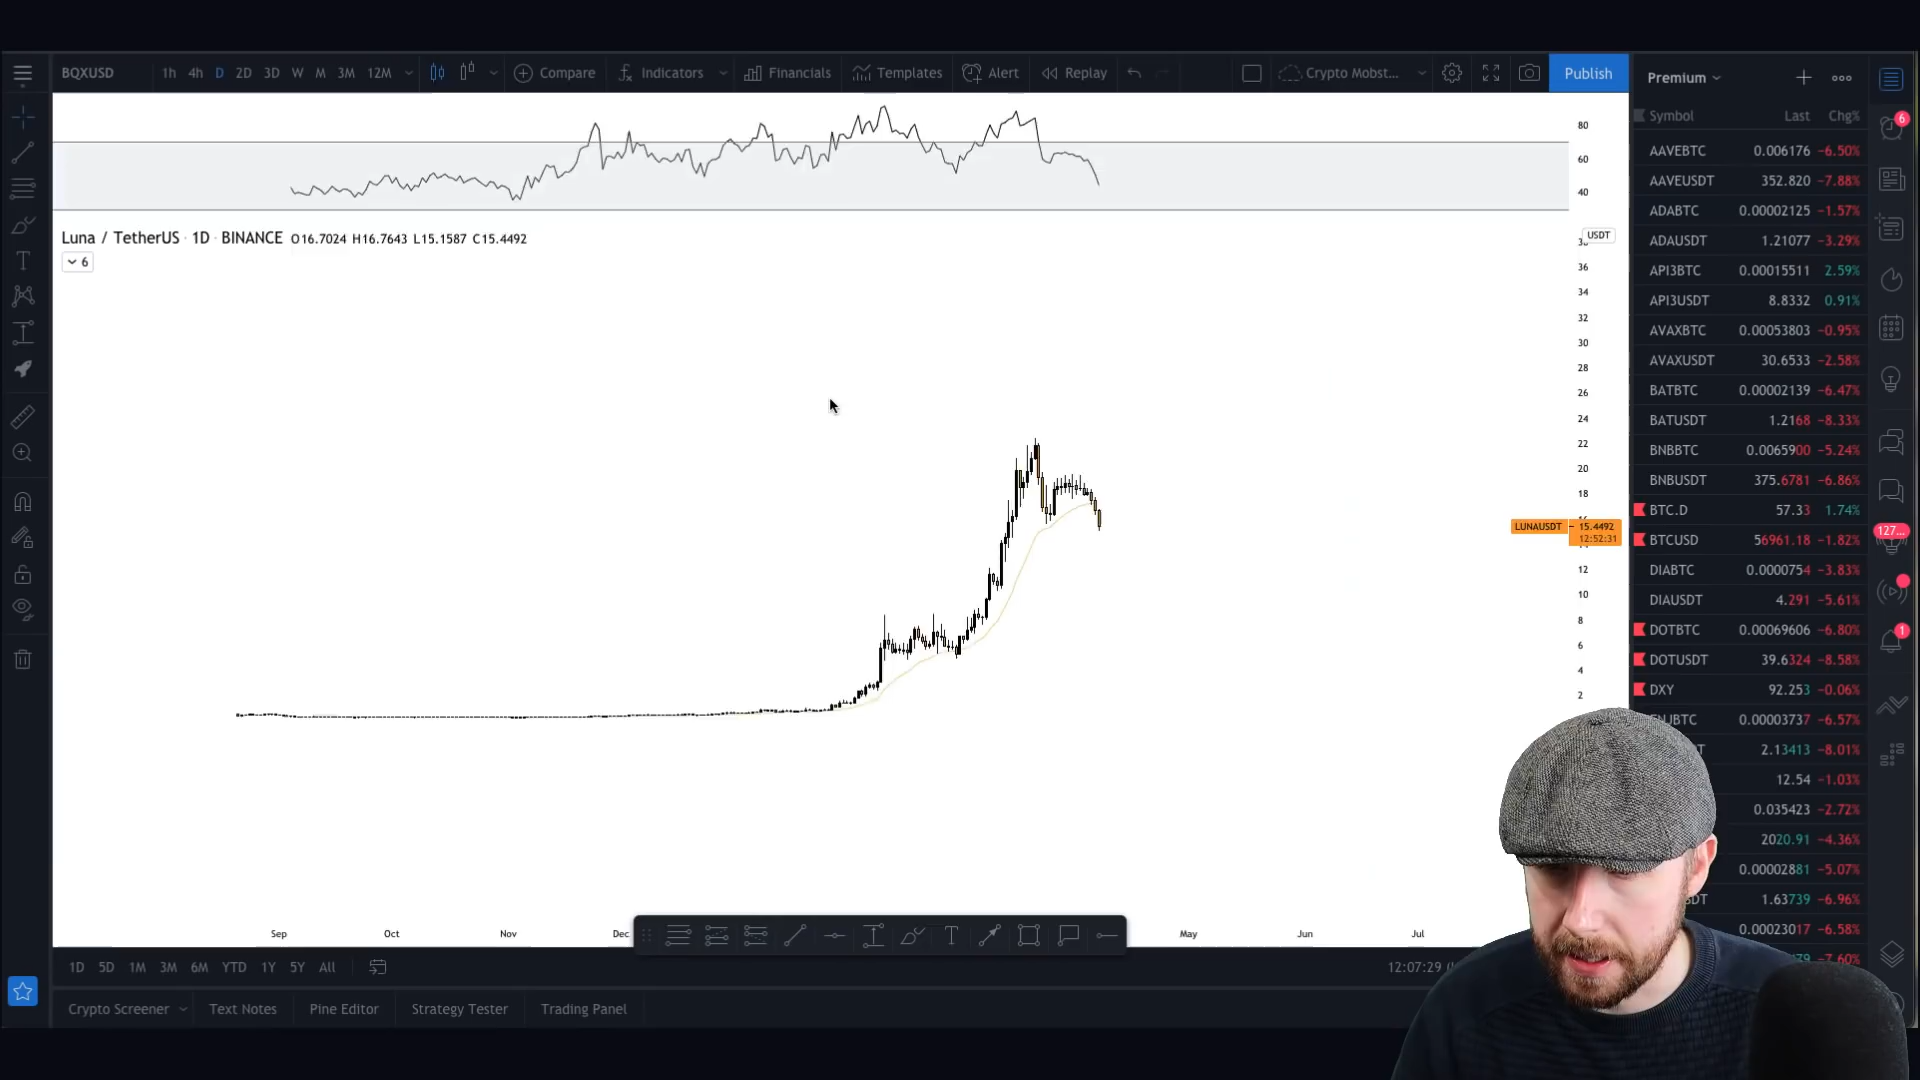 BQXUSD 1h 4h D 2D 3D W M 3M 12M Compare Indicators Financials Templates Alert Replay Crypto Mobst... Publish
Premium
Symbol Last Chg%
80
60
40
Luna / TetherUS · 1D · BINANCE O16.7024 H16.7643 L15.1587 C15.4492
6
USDT
36
34
32
30
28
26
24
22
20
18
LUNAUSDT 15.4492
12:52:31
12
10
8
6
4
2
AAVEBTC 0.006176 −6.50%
AAVEUSDT 352.820 −7.88%
ADABTC 0.00002125 −1.57%
ADAUSDT 1.21077 −3.29%
API3BTC 0.00015511 2.59%
API3USDT 8.8332 0.91%
AVAXBTC 0.00053803 −0.95%
AVAXUSDT 30.6533 −2.58%
BATBTC 0.00002139 −6.47%
BATUSDT 1.2168 −8.33%
BNBBTC 0.0065900 −5.24%
BNBUSDT 375.6781 −6.86%
BTC.D 57.33 1.74%
BTCUSD 56961.18 −1.82%
DIABTC 0.0000754 −3.83%
DIAUSDT 4.291 −5.61%
DOTBTC 0.00069606 −6.80%
DOTUSDT 39.6324 −8.58%
DXY 92.253 −0.06%
0.00003737 −6.57%
2.13413 −8.01%
12.54 −1.03%
0.035423 −2.72%
2020.91 −4.36%
0.00002881 −5.07%
1.63739 −6.96%
0.00023017 −6.58%
−7.60%
6
127...
1
Sep Oct Nov Dec May Jun Jul
1D 5D 1M 3M 6M YTD 1Y 5Y All 12:07:29
Crypto Screener Text Notes Pine Editor Strategy Tester Trading Panel